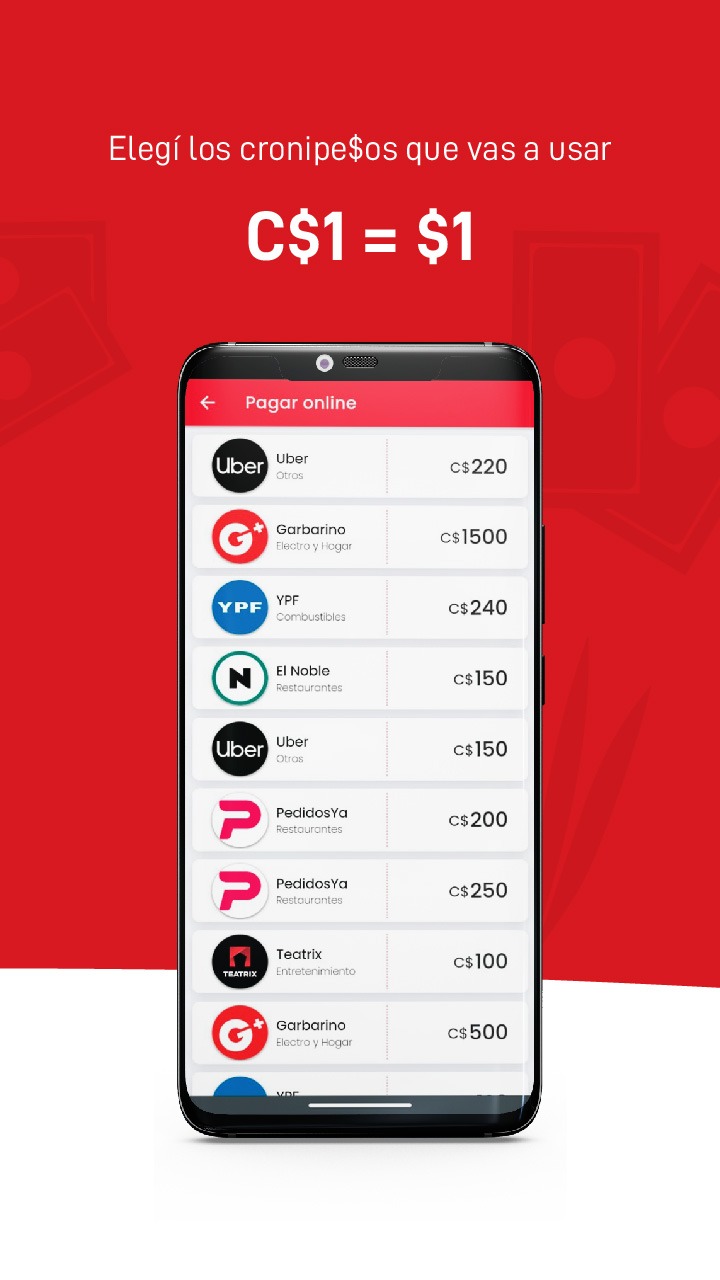 Elegí los cronipe$os que vas a usar
C$1 = $1
Pagar online
Uber
Uber
Otros
C$220
G+
Garbarino
Electro y Hogar
C$1500
YPF
YPF
Combustibles
C$240
N
El Noble
Restaurantes
C$150
Uber
Uber
Otros
C$150
P
PedidosYa
Restaurantes
C$200
P
PedidosYa
Restaurantes
C$250
TEATRIX
Teatrix
Entretenimiento
C$100
G+
Garbarino
Electro y Hogar
C$500
YPF